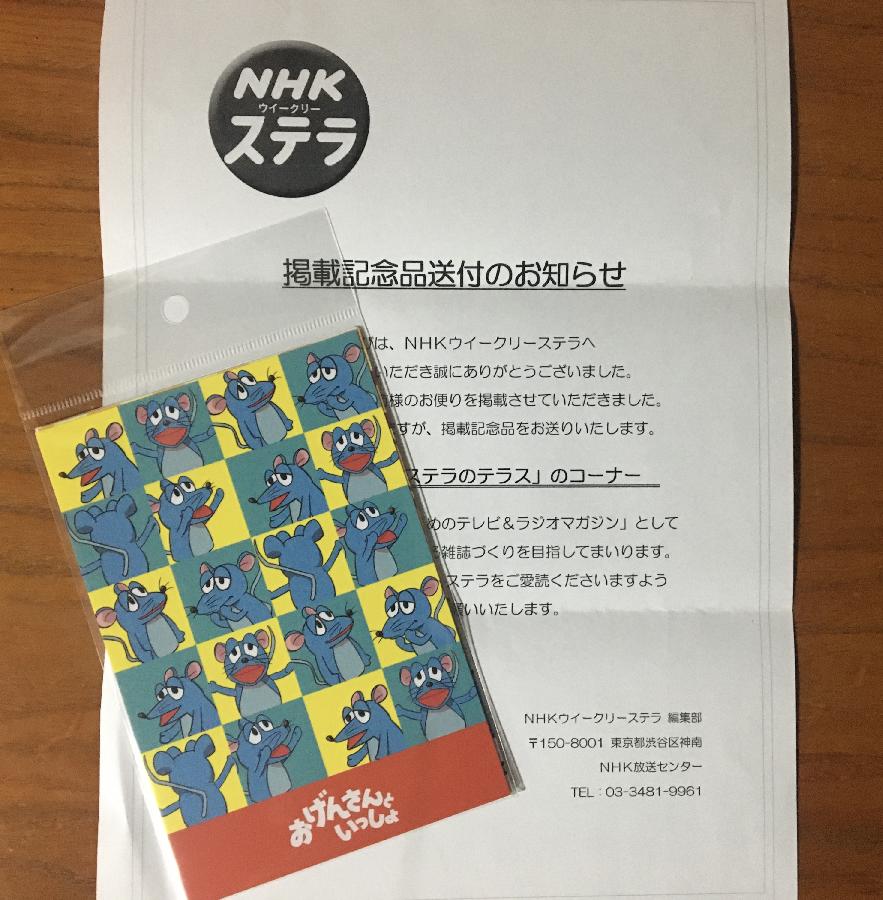 NHK
ウイークリー
ステラ
掲載記念品送付のお知らせ
は、NHKウイークリーステラへ
いただき誠にありがとうございました。
様のお便りを掲載させていただきました。
すが、掲載記念品をお送りいたします。
ステラのテラス」のコーナー
めのテレビ&ラジオマガジン」として
雑誌づくりを目指してまいります。
ステラをご愛読くださいますよう
いいたします。
NHKウイークリーステラ 編集部
〒150-8001 東京都渋谷区神南
NHK放送センター
TEL:03-3481-9961
おげんさんと
いっしょ